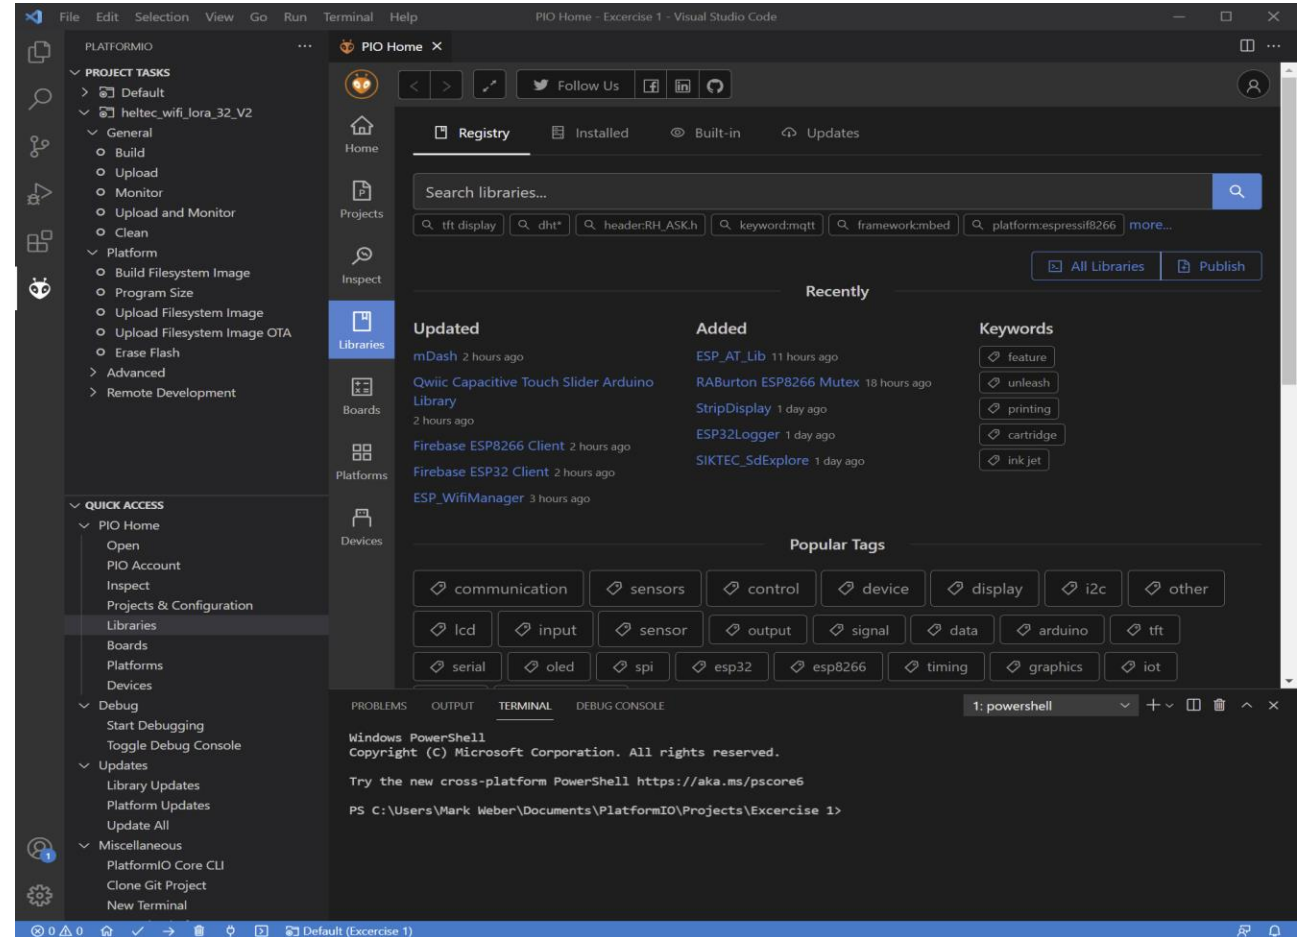 File Edit Selection View Go Run Terminal Help PIO Home - Excercise 1 - Visual Studio Code
PLATFORMIO
PROJECT TASKS
Default
heltec_wifi_lora_32_V2
General
Build
Upload
Monitor
Upload and Monitor
Clean
Platform
Build Filesystem Image
Program Size
Upload Filesystem Image
Upload Filesystem Image OTA
Erase Flash
Advanced
Remote Development
QUICK ACCESS
PIO Home
Open
PIO Account
Inspect
Projects & Configuration
Libraries
Boards
Platforms
Devices
Debug
Start Debugging
Toggle Debug Console
Updates
Library Updates
Platform Updates
Update All
Miscellaneous
PlatformIO Core CLI
Clone Git Project
New Terminal
1
PIO Home
Follow Us
Home
Projects
Inspect
Libraries
Boards
Platforms
Devices
Registry Installed Built-in Updates
Search libraries...
tft display dht* header:RH_ASK.h keyword:mqtt framework:mbed platform:espressif8266 more...
All Libraries Publish
Recently
Updated
mDash 2 hours ago
Qwiic Capacitive Touch Slider Arduino
Library
2 hours ago
Firebase ESP8266 Client 2 hours ago
Firebase ESP32 Client 2 hours ago
ESP_WifiManager 3 hours ago
Added
ESP_AT_Lib 11 hours ago
RABurton ESP8266 Mutex 18 hours ago
StripDisplay 1 day ago
ESP32Logger 1 day ago
SIKTEC_SdExplore 1 day ago
Keywords
feature
unleash
printing
cartridge
ink jet
Popular Tags
communication sensors control device display i2c other
lcd input sensor output signal data arduino tft
serial oled spi esp32 esp8266 timing graphics iot
PROBLEMS OUTPUT TERMINAL DEBUG CONSOLE 1: powershell
Windows PowerShell
Copyright (C) Microsoft Corporation. All rights reserved.
Try the new cross-platform PowerShell https://aka.ms/pscore6
PS C:\Users\Mark Weber\Documents\PlatformIO\Projects\Excercise 1>
0 0 Default (Excercise 1)